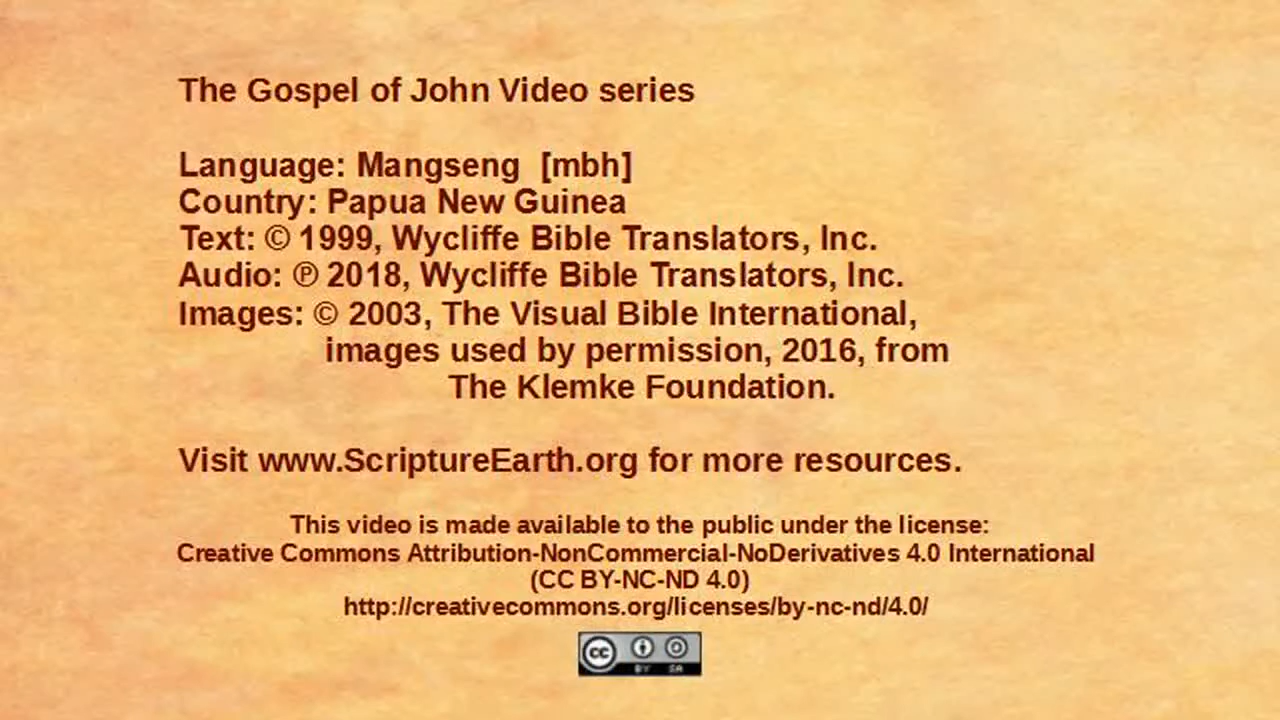 The Gospel of John Video series
Language: Mangseng [mbh]
Country: Papua New Guinea
Text: © 1999, Wycliffe Bible Translators, Inc.
Audio: ℗ 2018, Wycliffe Bible Translators, Inc.
Images: © 2003, The Visual Bible International,
images used by permission, 2016, from
The Klemke Foundation.
Visit www.ScriptureEarth.org for more resources.
This video is made available to the public under the license:
Creative Commons Attribution-NonCommercial-NoDerivatives 4.0 International
(CC BY-NC-ND 4.0)
http://creativecommons.org/licenses/by-nc-nd/4.0/
cc
BY SA